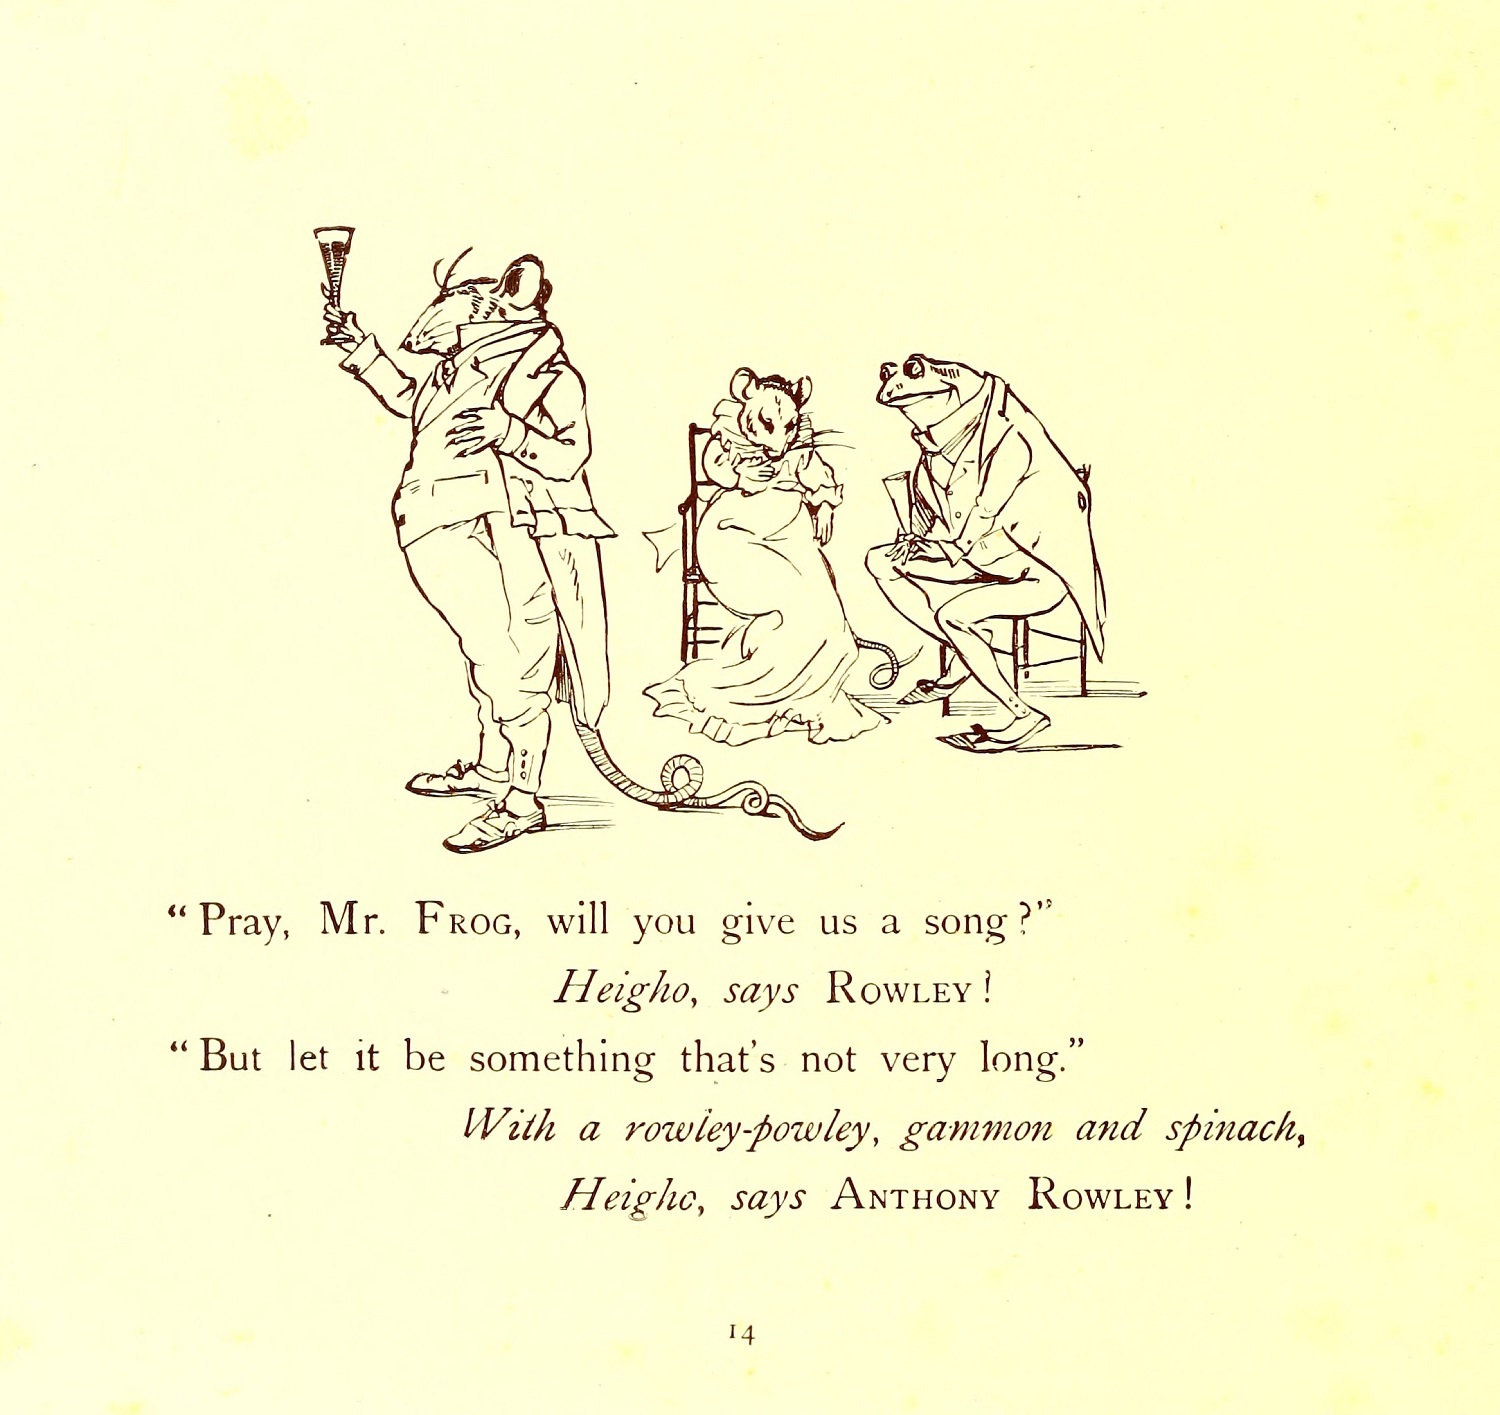 “ Pray, Mr. FROG, will you give us a song ?”
Heigho, says ROWLEY !
“ But let it be something that's not very long.”
With a rowley-powley, gammon and spinach,
Heigho, says ANTHONY ROWLEY !
14